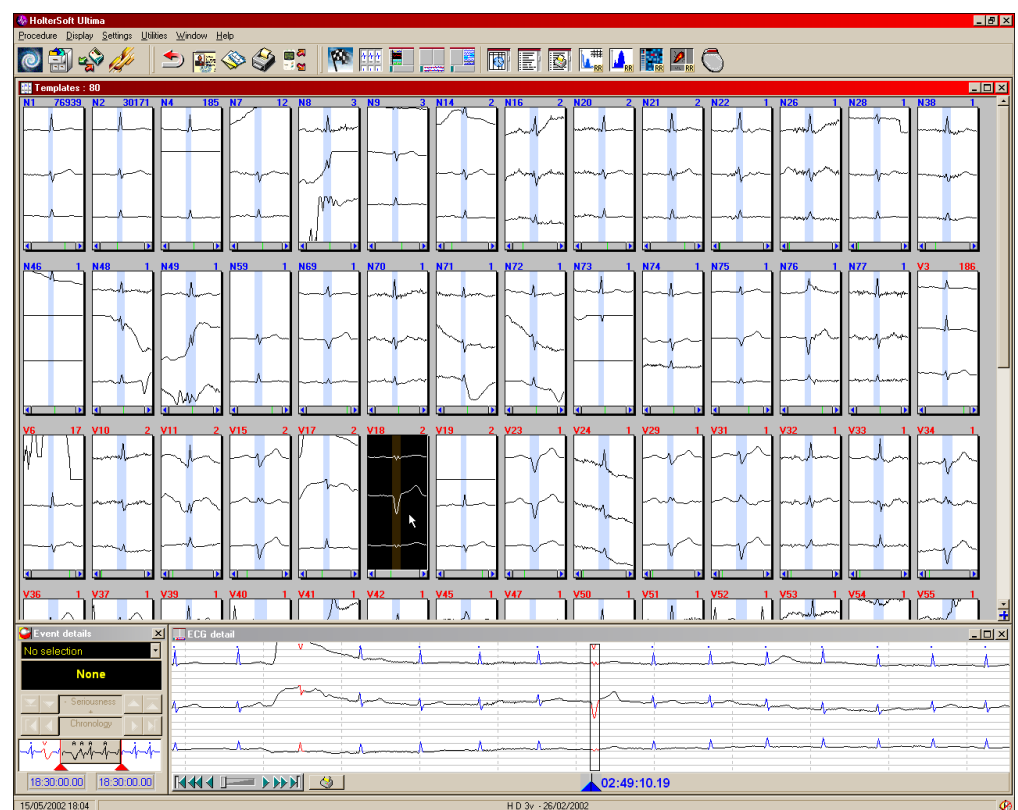 HolterSoft Ultima
Procedure Display Settings Utilities Window Help
RR RR RR RR
Templates : 80
N1 76939 N2 30171 N4 185 N7 12 N8 3 N9 3 N14 2 N16 2 N20 2 N21 2 N22 1 N26 1 N28 1 N38 1
N46 1 N48 1 N49 1 N59 1 N69 1 N70 1 N71 1 N72 1 N73 1 N74 1 N75 1 N76 1 N77 1 V3 186
V6 17 V10 2 V11 2 V15 2 V17 2 V18 2 V19 2 V23 1 V24 1 V29 1 V31 1 V32 1 V33 1 V34 1
V36 1 V37 1 V39 1 V40 1 V41 1 V42 1 V45 1 V47 1 V50 1 V51 1 V52 1 V53 1 V54 1 V55 1
Event details
ECG detail
No selection
None
- Seriousness +
Chronology
V A A A A
V V
18:30:00.00 18:30:00.00
02:49:10.19
15/05/2002 18:04
H D 3v - 26/02/2002